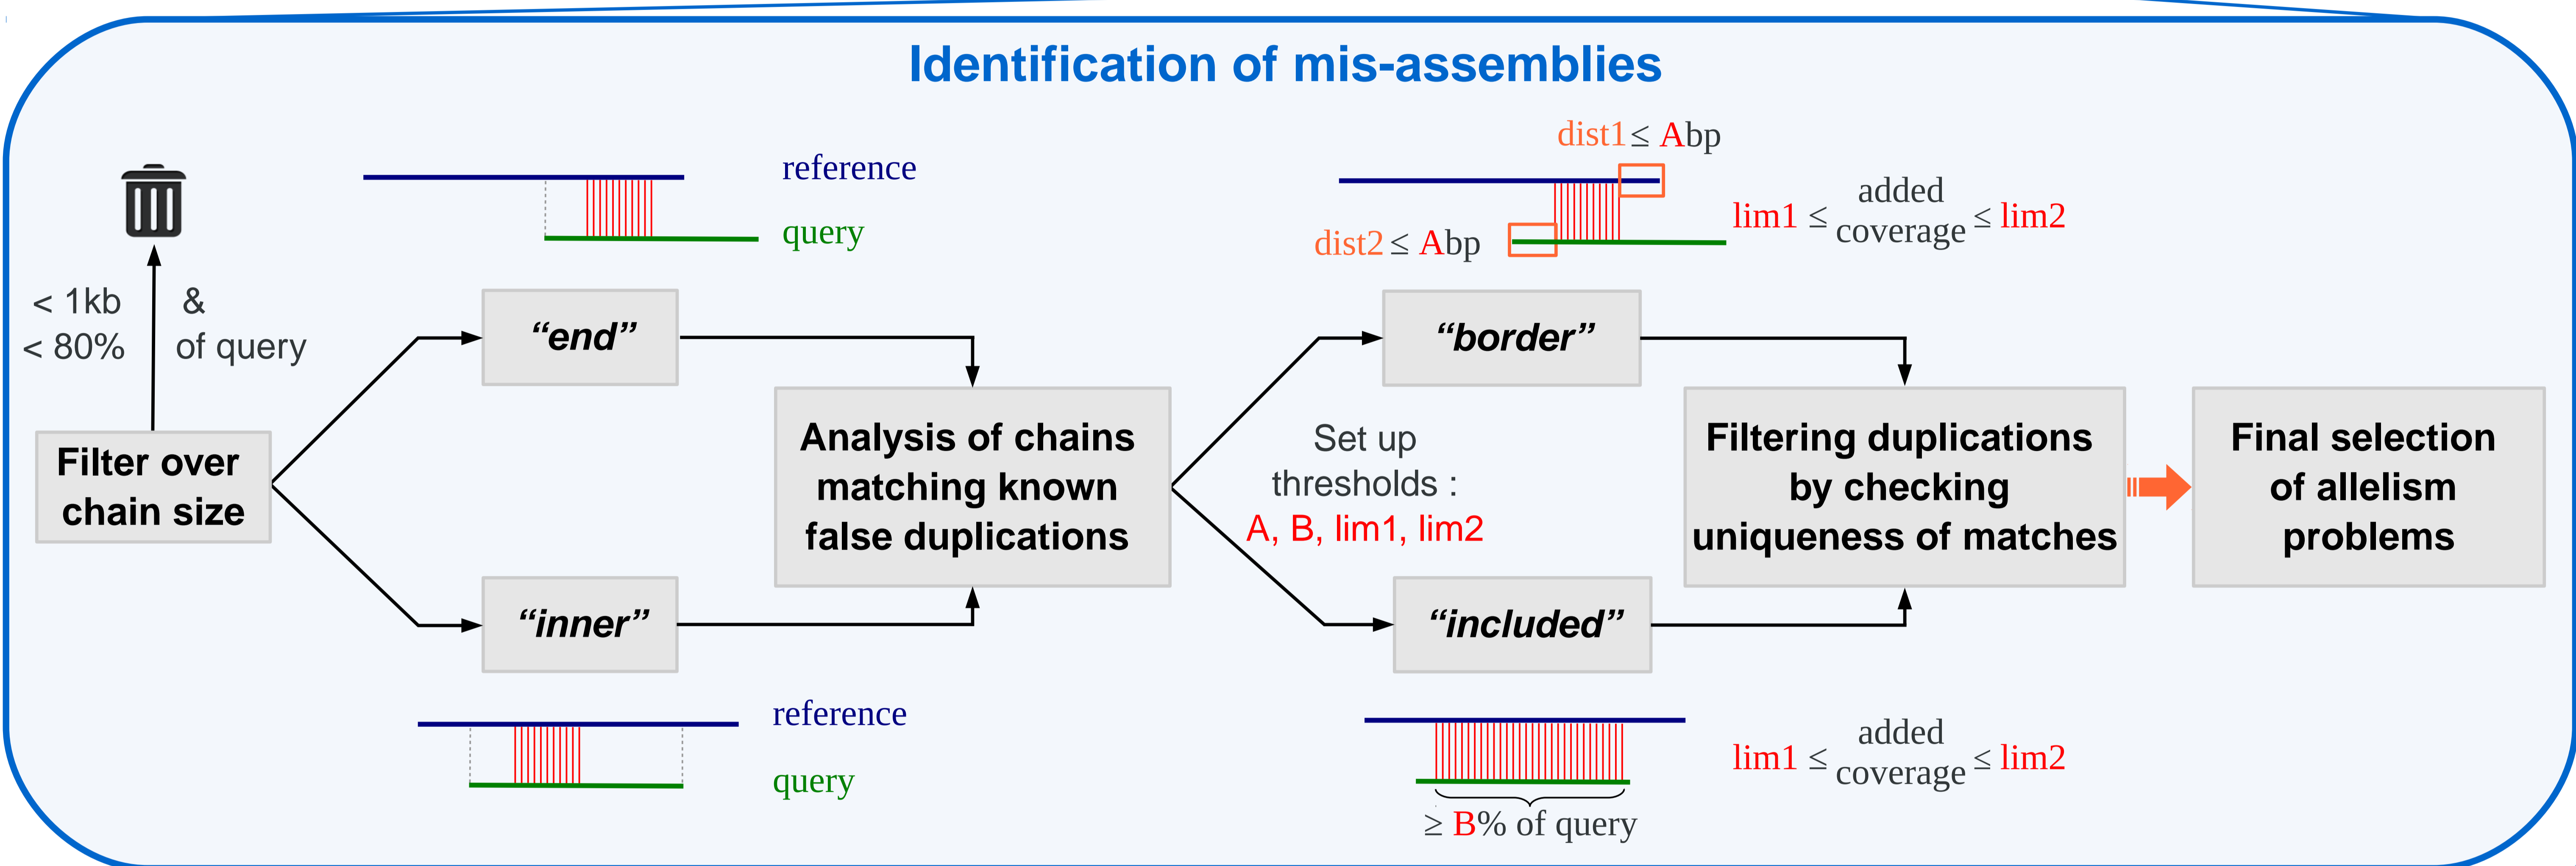 Identification of mis-assemblies
reference
query
dist1 ≤ Abp
dist2 ≤ Abp
lim1 ≤ added coverage ≤ lim2
< 1kb &
< 80% of query
Filter over
chain size
“end”
“inner”
Analysis of chains
matching known
false duplications
“border”
Set up
thresholds :
A, B, lim1, lim2
“included”
Filtering duplications
by checking
uniqueness of matches
Final selection
of allelism
problems
reference
query
lim1 ≤ added coverage ≤ lim2
≥ B% of query